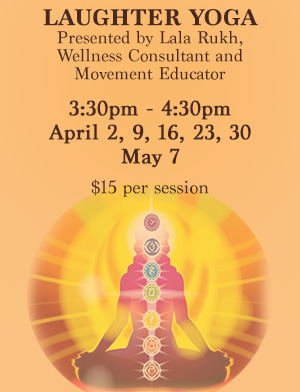 LAUGHTER YOGA
Presented by Lala Rukh,
Wellness Consultant and
Movement Educator
3:30pm - 4:30pm
April 2, 9, 16, 23, 30
May 7
$15 per session